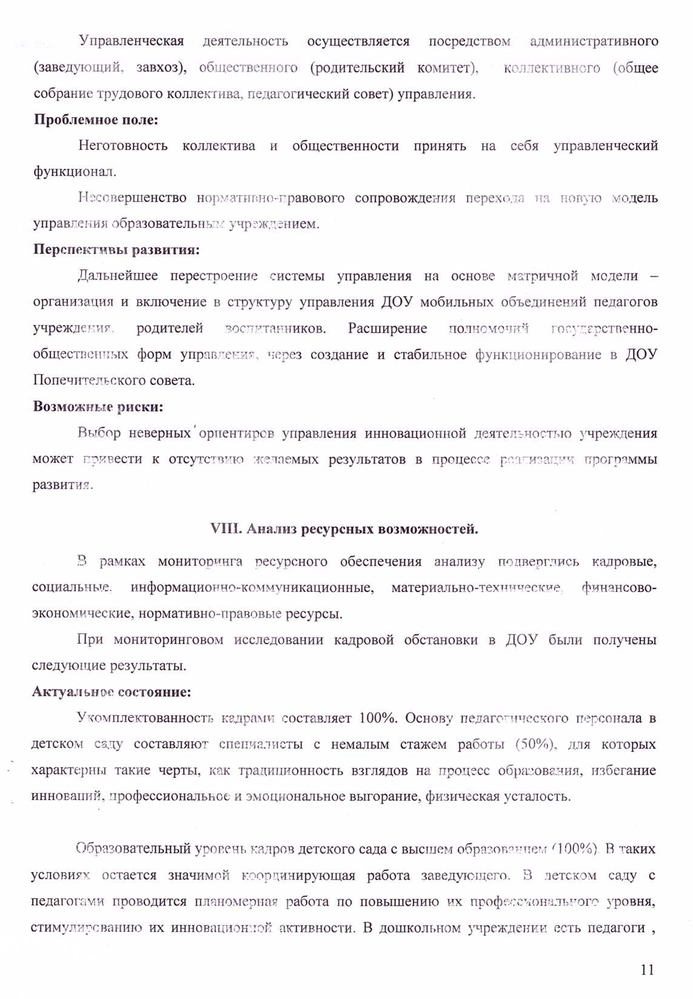 Управленческая деятельность осуществляется посредством административного
(заведующий, завхоз), общественного (родительский комитет), коллективного (общее
собрание трудового коллектива, педагогический совет) управления.
Проблемное поле:
Неготовность коллектива и общественности принять на себя управленческий
функционал.
Несовершенство нормативно-правового сопровождения перехода на новую модель
управления образовательным учреждением.
Перспективы развития:
Дальнейшее перестроение системы управления на основе матричной модели –
организация и включение в структуру управления ДОУ мобильных объединений педагогов
учреждения, родителей воспитанников. Расширение полномочий государственно-
общественных форм управления, через создание и стабильное функционирование в ДОУ
Попечительского совета.
Возможные риски:
Выбор неверных ориентиров управления инновационной деятельностью учреждения
может привести к отсутствию желаемых результатов в процессе реализации программы
развития.
VIII. Анализ ресурсных возможностей.
В рамках мониторинга ресурсного обеспечения анализу подверглись кадровые,
социальные, информационно-коммуникационные, материально-технические, финансово-
экономические, нормативно-правовые ресурсы.
При мониторинговом исследовании кадровой обстановки в ДОУ были получены
следующие результаты.
Актуальное состояние:
Укомплектованность кадрами составляет 100%. Основу педагогического персонала в
детском саду составляют специалисты с немалым стажем работы (50%), для которых
характерны такие черты, как традиционность взглядов на процесс образования, избегание
инноваций, профессиональное и эмоциональное выгорание, физическая усталость.
Образовательный уровень кадров детского сада с высшем образованием (100%). В таких
условиях остается значимой координирующая работа заведующего. В детском саду с
педагогами проводится планомерная работа по повышению их профессионального уровня,
стимулированию их инновационной активности. В дошкольном учреждении есть педагоги ,
11